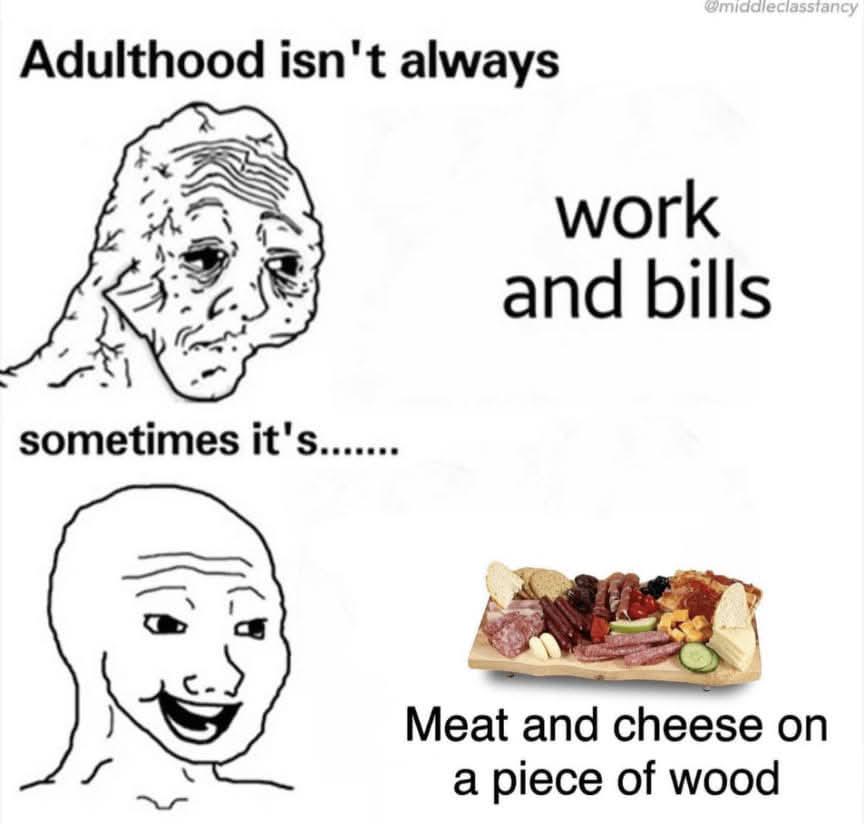 @middleclassfancy
Adulthood isn't always
work
and bills
sometimes it's.......
Meat and cheese on
a piece of wood